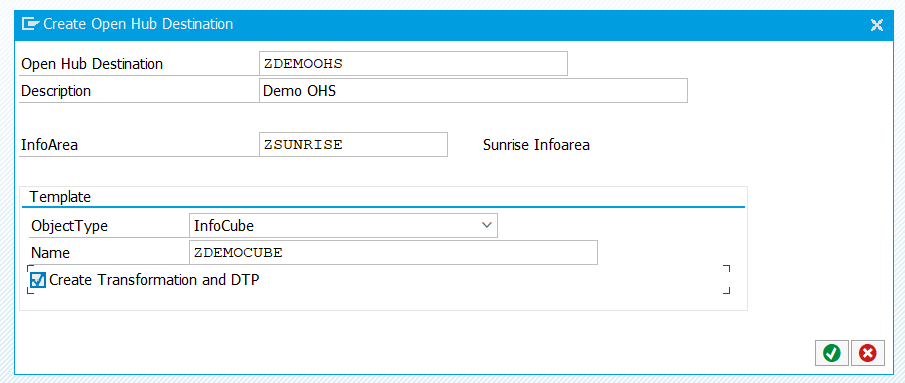 Create Open Hub Destination
Open Hub Destination ZDEMOOHS
Description Demo OHS
InfoArea ZSUNRISE Sunrise Infoarea
Template
ObjectType InfoCube
Name ZDEMOCUBE
Create Transformation and DTP